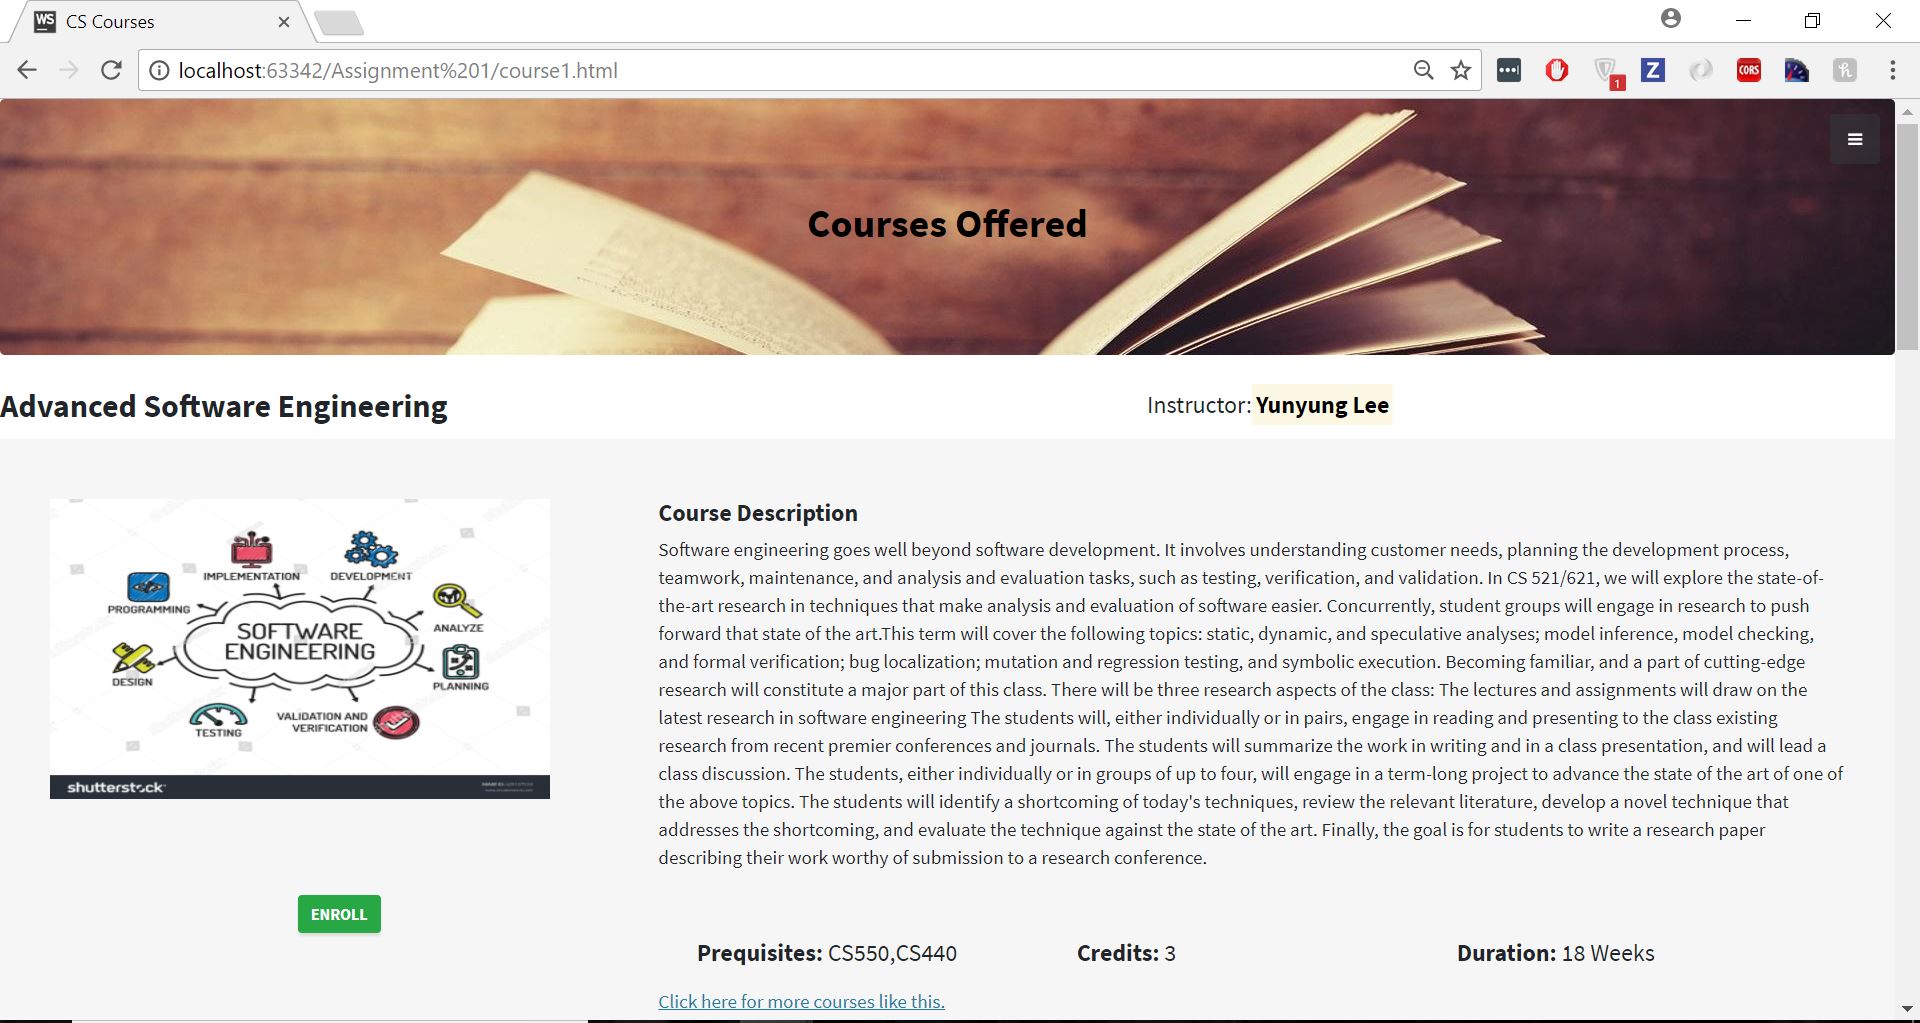 WS CS Courses
localhost:63342/Assignment%201/course1.html
1
Z
CORS
h
Courses Offered
Advanced Software Engineering
Instructor: Yunyung Lee
IMPLEMENTATION
DEVELOPMENT
PROGRAMMING
ANALYZE
SOFTWARE
ENGINEERING
DESIGN
PLANNING
TESTING
VALIDATION AND
VERIFICATION
shutterstock
ENROLL
Course Description
Software engineering goes well beyond software development. It involves understanding customer needs, planning the development process,
teamwork, maintenance, and analysis and evaluation tasks, such as testing, verification, and validation. In CS 521/621, we will explore the state-of-
the-art research in techniques that make analysis and evaluation of software easier. Concurrently, student groups will engage in research to push
forward that state of the art.This term will cover the following topics: static, dynamic, and speculative analyses; model inference, model checking,
and formal verification; bug localization; mutation and regression testing, and symbolic execution. Becoming familiar, and a part of cutting-edge
research will constitute a major part of this class. There will be three research aspects of the class: The lectures and assignments will draw on the
latest research in software engineering The students will, either individually or in pairs, engage in reading and presenting to the class existing
research from recent premier conferences and journals. The students will summarize the work in writing and in a class presentation, and will lead a
class discussion. The students, either individually or in groups of up to four, will engage in a term-long project to advance the state of the art of one of
the above topics. The students will identify a shortcoming of today's techniques, review the relevant literature, develop a novel technique that
addresses the shortcoming, and evaluate the technique against the state of the art. Finally, the goal is for students to write a research paper
describing their work worthy of submission to a research conference.
Prequisites: CS550,CS440
Credits: 3
Duration: 18 Weeks
Click here for more courses like this.